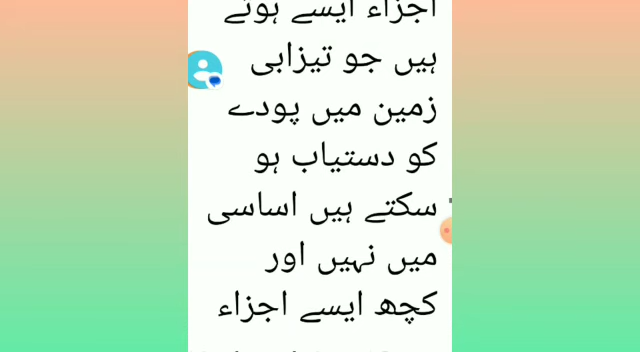 اجزاء ایسے ہوتے
ہیں جو تیزابی
زمین میں پودے
کو دستیاب ہو
سکتے ہیں اساسی
میں نہیں اور
کچھ ایسے اجزاء